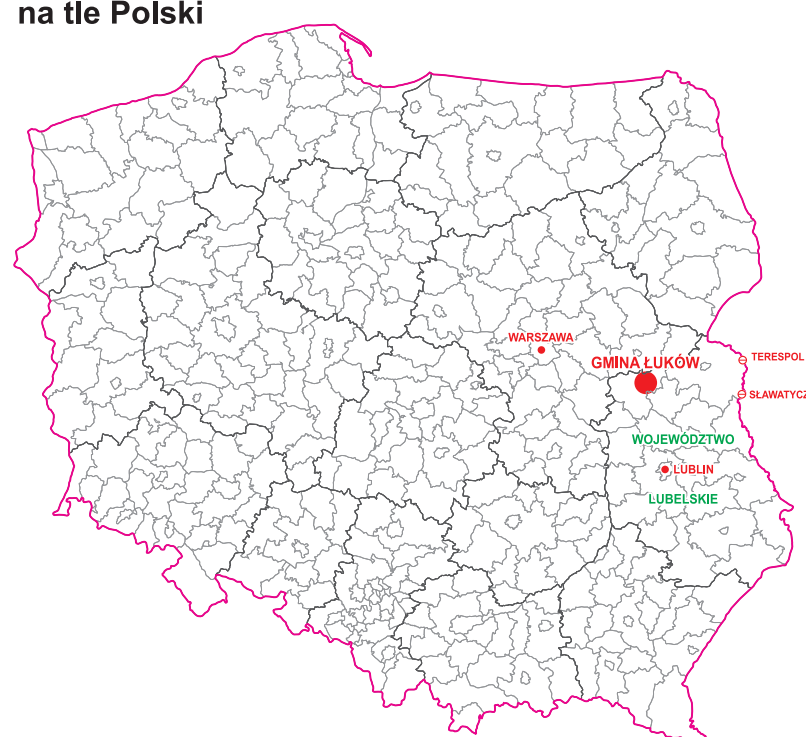 na tle Polski
WARSZAWA
GMINA ŁUKÓW
TERESPOL
SŁAWATYCZ
WOJEWÓDZTWO
LUBLIN
LUBELSKIE